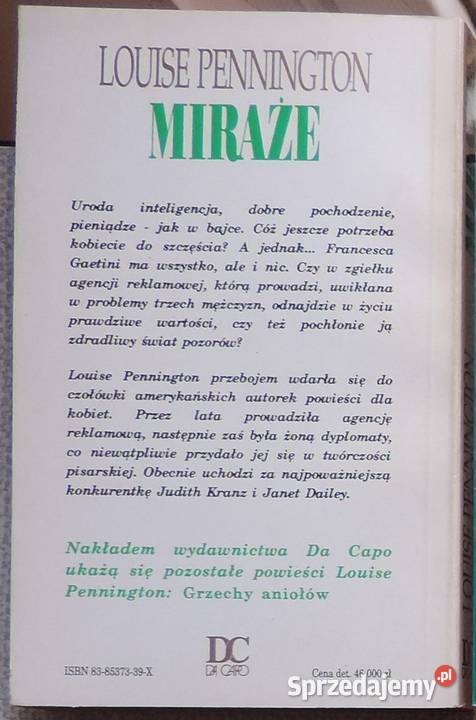 LOUISE PENNINGTON
MIRAŻE
Uroda inteligencja, dobre pochodzenie,
pieniądze - jak w bajce. Cóż jeszcze potrzeba
kobiecie do szczęścia? A jednak... Francesca
Gaetini ma wszystko, ale i nic. Czy w zgiełku
agencji reklamowej, którą prowadzi, uwikłana
w problemy trzech mężczyzn, odnajdzie w życiu
prawdziwe wartości, czy też pochłonie ją
zdradliwy świat pozorów?
Louise Pennington przebojem wdarła się do
czołówki amerykańskich autorek powieści dla
kobiet. Przez lata prowadziła agencję
reklamową, następnie zaś była żoną dyplomaty,
co niewątpliwie przydało jej się w twórczości
pisarskiej. Obecnie uchodzi za najpoważniejszą
konkurentkę Judith Kranz i Janet Dailey.
Nakładem wydawnictwa Da Capo
ukażą się pozostałe powieści Louise
Pennington: Grzechy aniołów
DC
DA CAPO
ISBN 83-85373-39-X
Cena det. 46 000 zł
Sprzedajemy.pl